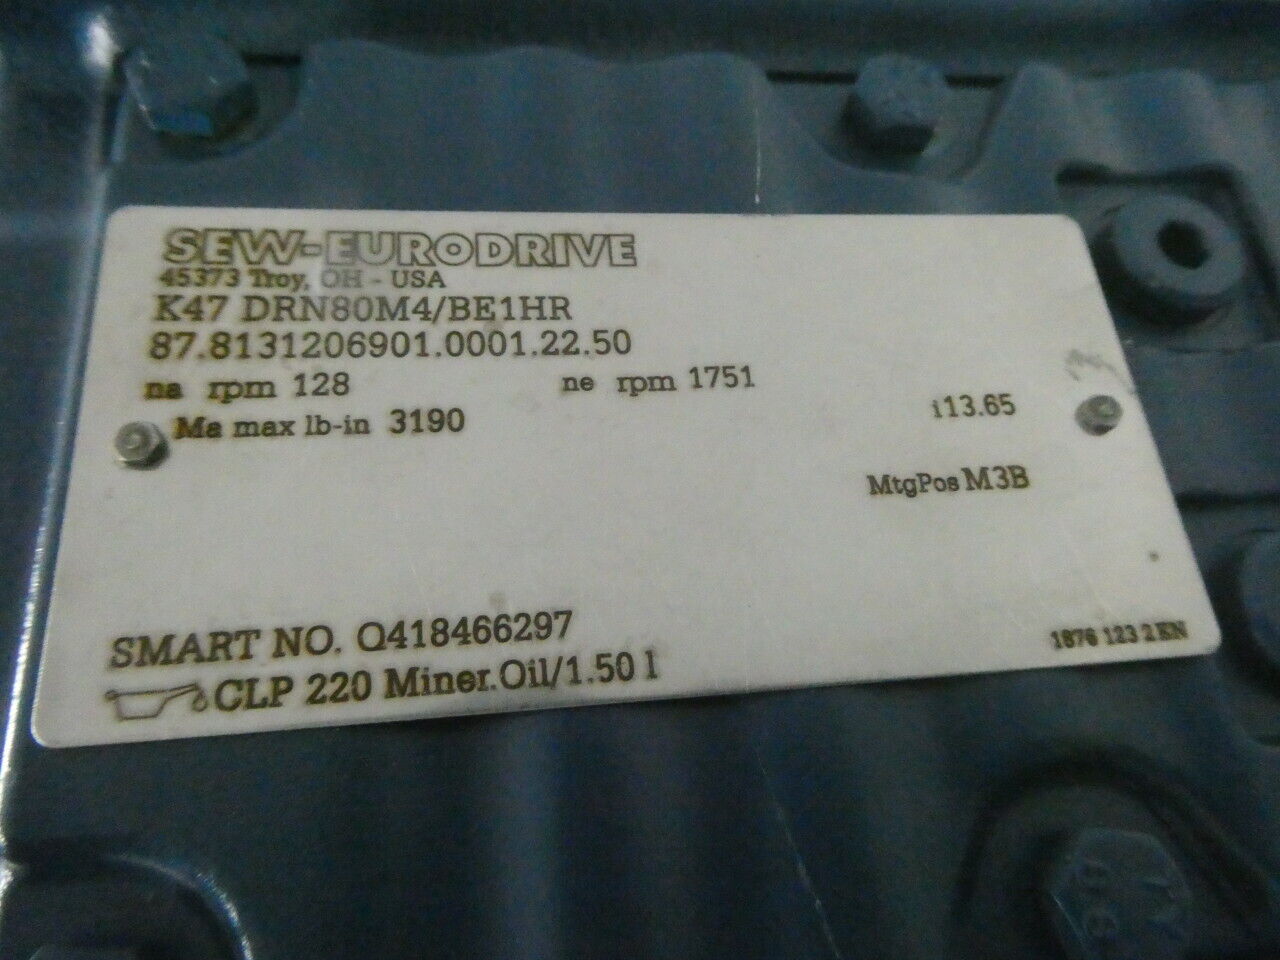 SEW-EURODRIVE
45373 Troy, OH - USA
K47 DRN80M4/BE1HR
87.8131206901.0001.22.50
na rpm 128 ne rpm 1751
i13.65
Ma max lb-in 3190
MtgPos M3B
SMART NO. Q418466297
1876 123 2 EN
CLP 220 Miner.Oil/1.50 l